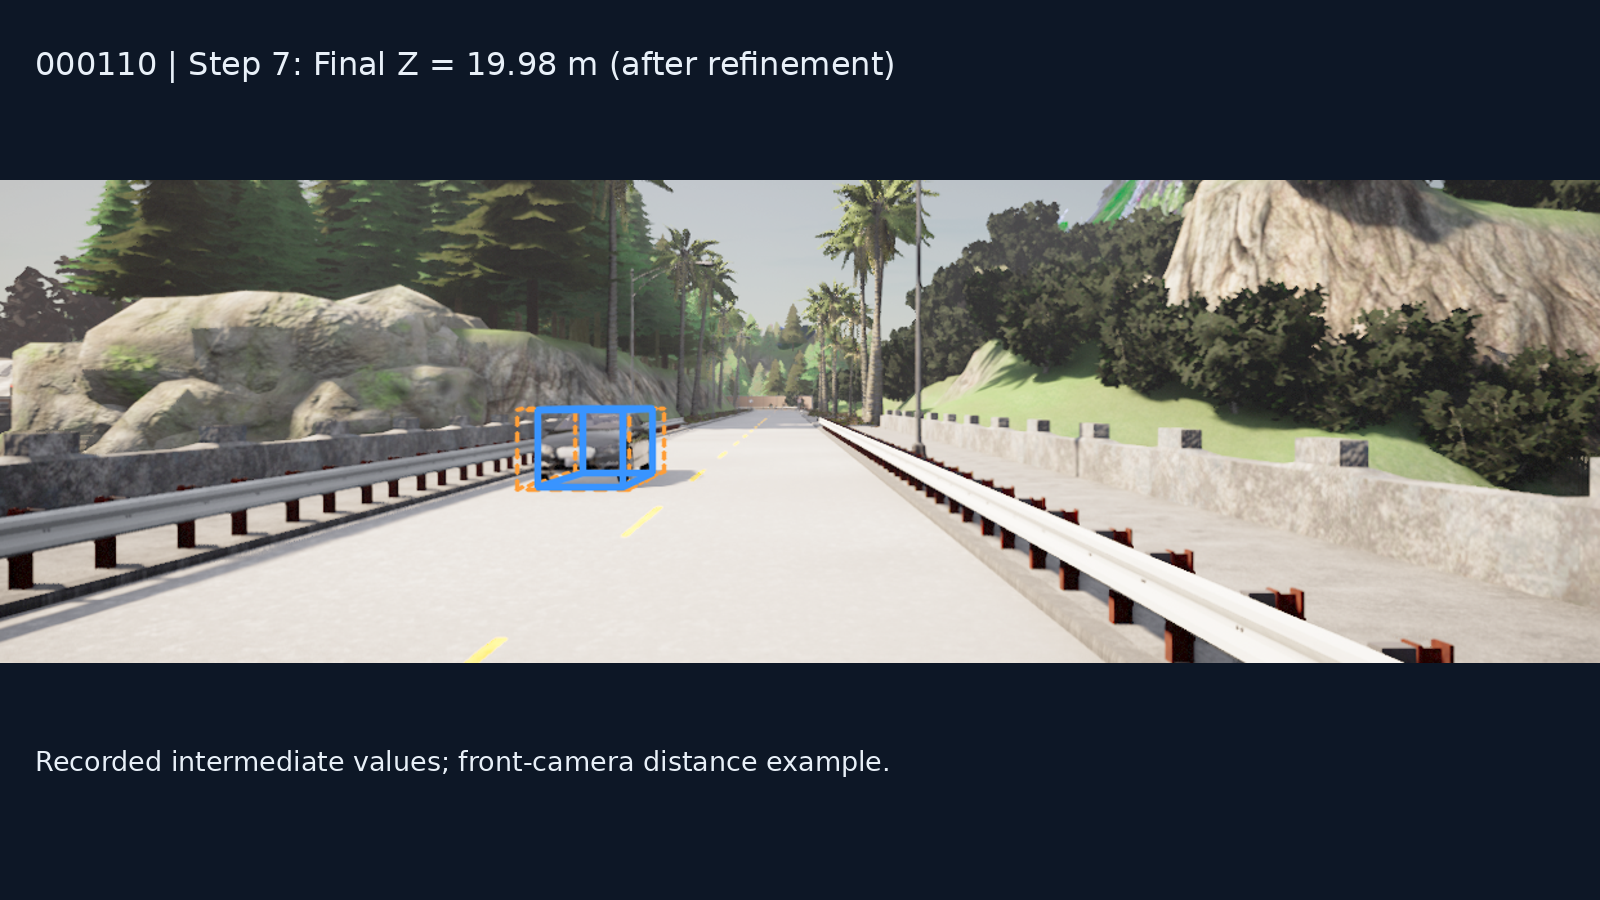 000110 | Step 7: Final Z = 19.98 m (after refinement)
Recorded intermediate values; front-camera distance example.